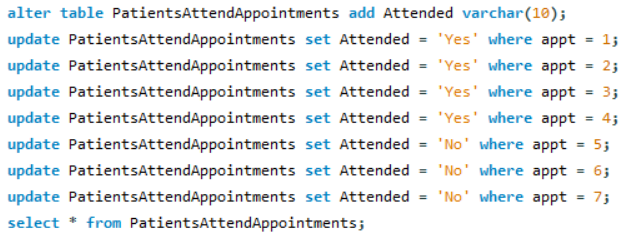 alter table PatientsAttendAppointments add Attended varchar(10);
update PatientsAttendAppointments set Attended = 'Yes' where appt = 1;
update PatientsAttendAppointments set Attended = 'Yes' where appt = 2;
update PatientsAttendAppointments set Attended = 'Yes' where appt = 3;
update PatientsAttendAppointments set Attended = 'Yes' where appt = 4;
update PatientsAttendAppointments set Attended = 'No' where appt = 5;
update PatientsAttendAppointments set Attended = 'No' where appt = 6;
update PatientsAttendAppointments set Attended = 'No' where appt = 7;
select * from PatientsAttendAppointments;